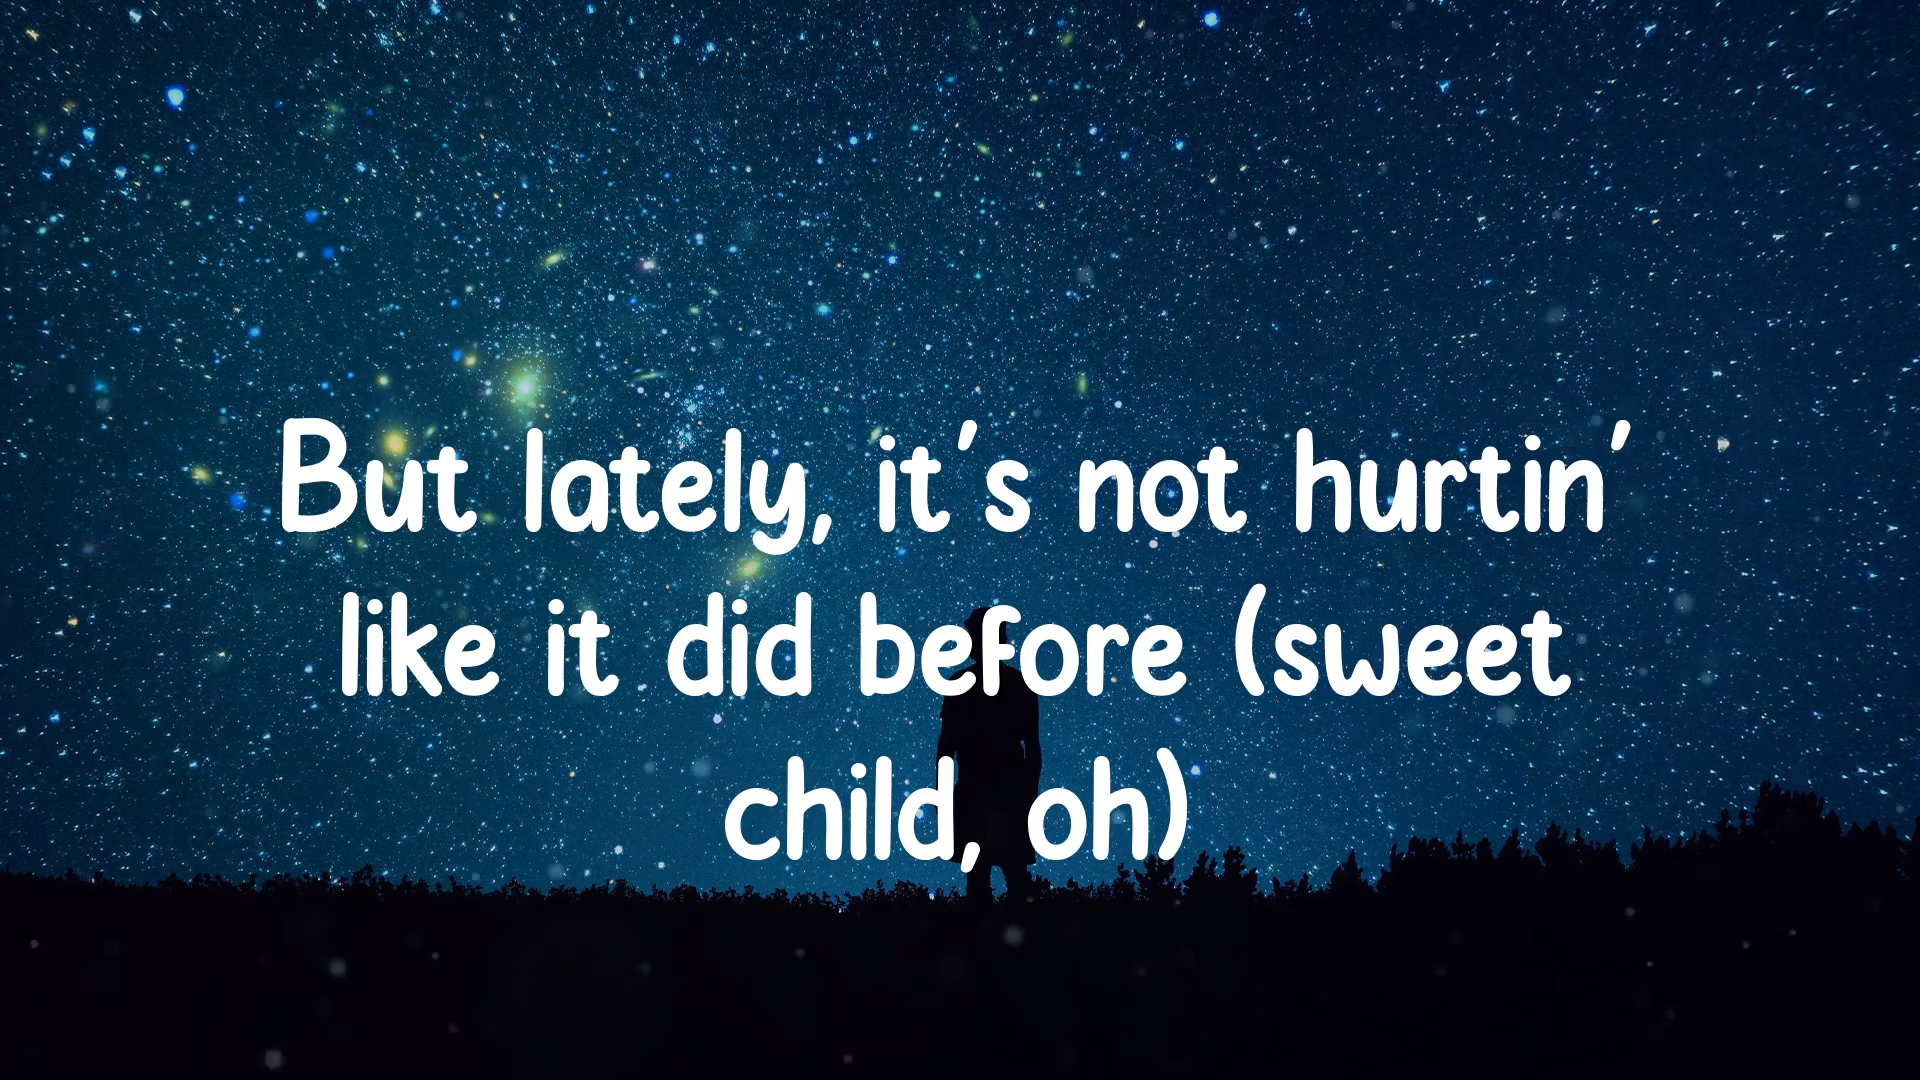 But lately, it's not hurtin'
like it did before (sweet
child, oh)